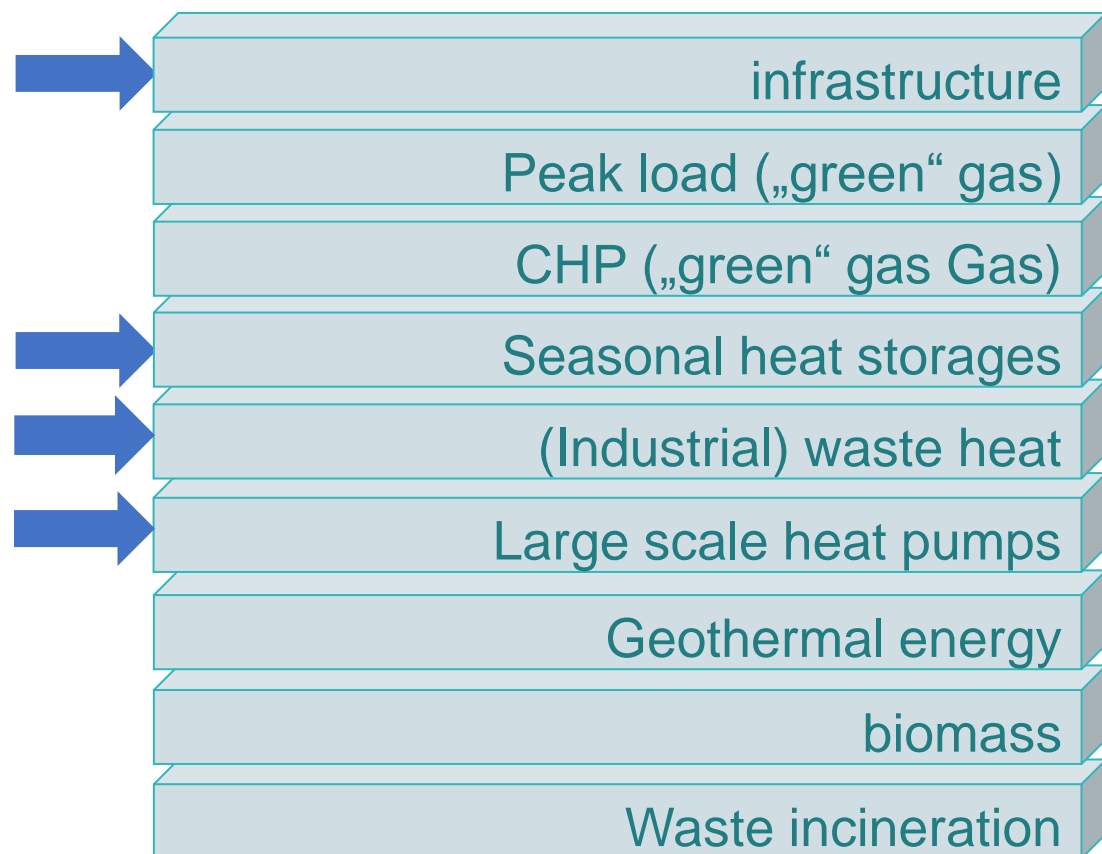 infrastructure
Peak load („green“ gas)
CHP („green“ gas Gas)
Seasonal heat storages
(Industrial) waste heat
Large scale heat pumps
Geothermal energy
biomass
Waste incineration